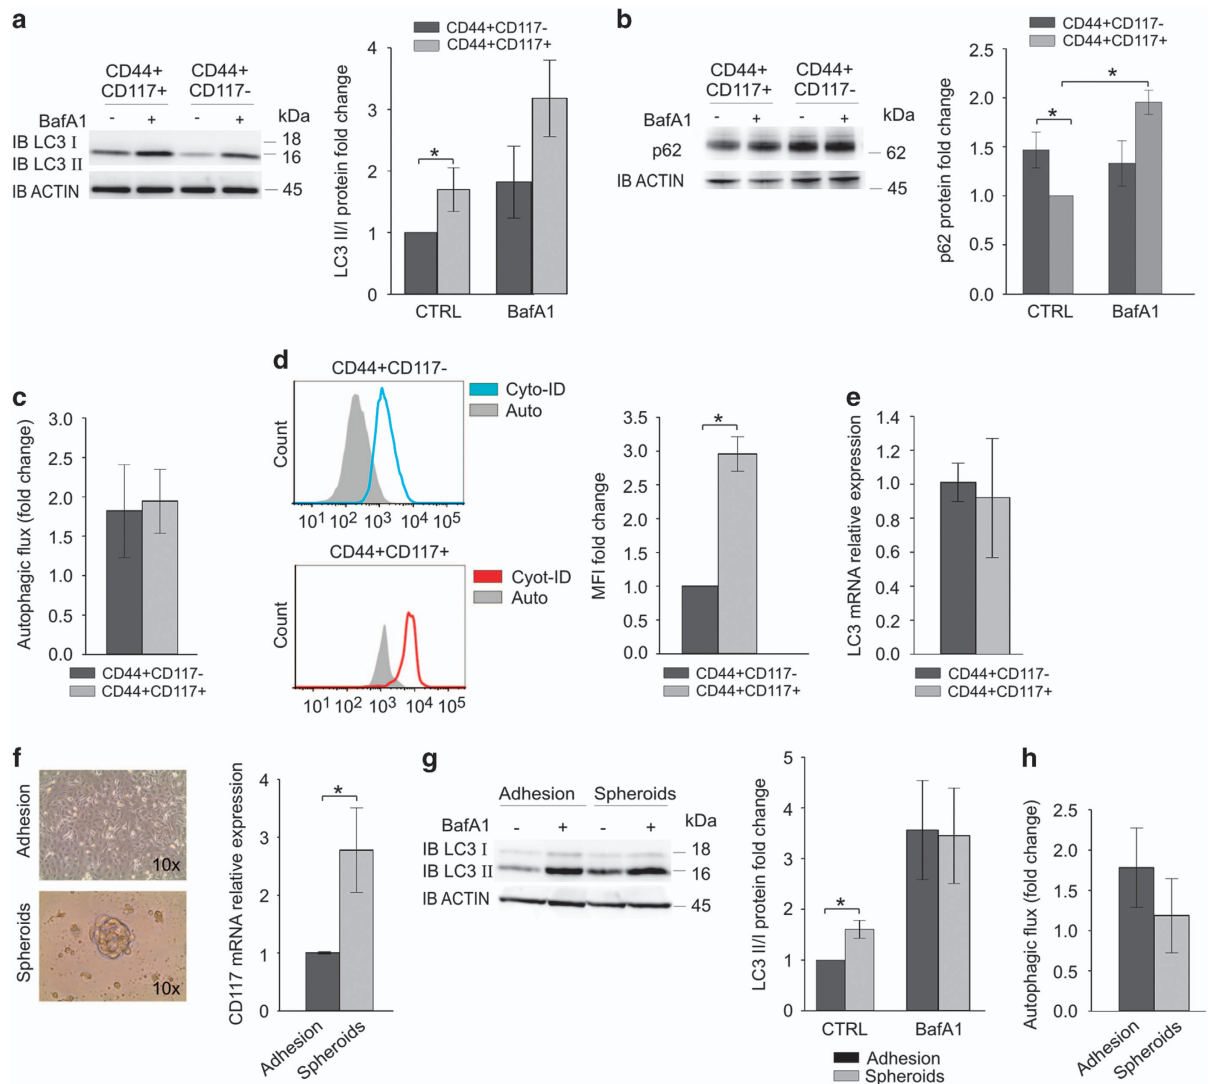 a
CD44+ CD44+
CD117+ CD117-
BafA1 - + - + kDa
IB LC3 I 18
IB LC3 II 16
IB ACTIN 45
CD44+CD117-
CD44+CD117+
LC3 II/I protein fold change
4
3
2
1
0
*
CTRL BafA1
b
CD44+ CD44+
CD117+ CD117-
BafA1 - + - + kDa
p62 62
IB ACTIN 45
CD44+CD117-
CD44+CD117+
p62 protein fold change
2.5
2.0
1.5
1.0
0.5
0.0
*
*
CTRL BafA1
c
Autophagic flux (fold change)
3.0
2.5
2.0
1.5
1.0
0.5
0.0
CD44+CD117-
CD44+CD117+
d
CD44+CD117-
Count
Cyto-ID
Auto
101 102 103 104 105
CD44+CD117+
Count
Cyot-ID
Auto
101 102 103 104 105
MFI fold change
3.5
3.0
2.5
2.0
1.5
1.0
0.5
0.0
*
CD44+CD117-
CD44+CD117+
e
LC3 mRNA relative expression
1.4
1.2
1.0
0.8
0.6
0.4
0.2
0.0
CD44+CD117-
CD44+CD117+
f
Adhesion
10x
Spheroids
10x
CD117 mRNA relative expression
4
3
2
1
0
*
Adhesion
Spheroids
g
Adhesion Spheroids
BafA1 - + - + kDa
IB LC3 I 18
IB LC3 II 16
IB ACTIN 45
LC3 II/I protein fold change
5
4
3
2
1
0
*
CTRL BafA1
Adhesion
Spheroids
h
Autophagic flux (fold change)
2.5
2.0
1.5
1.0
0.5
0.0
Adhesion
Spheroids